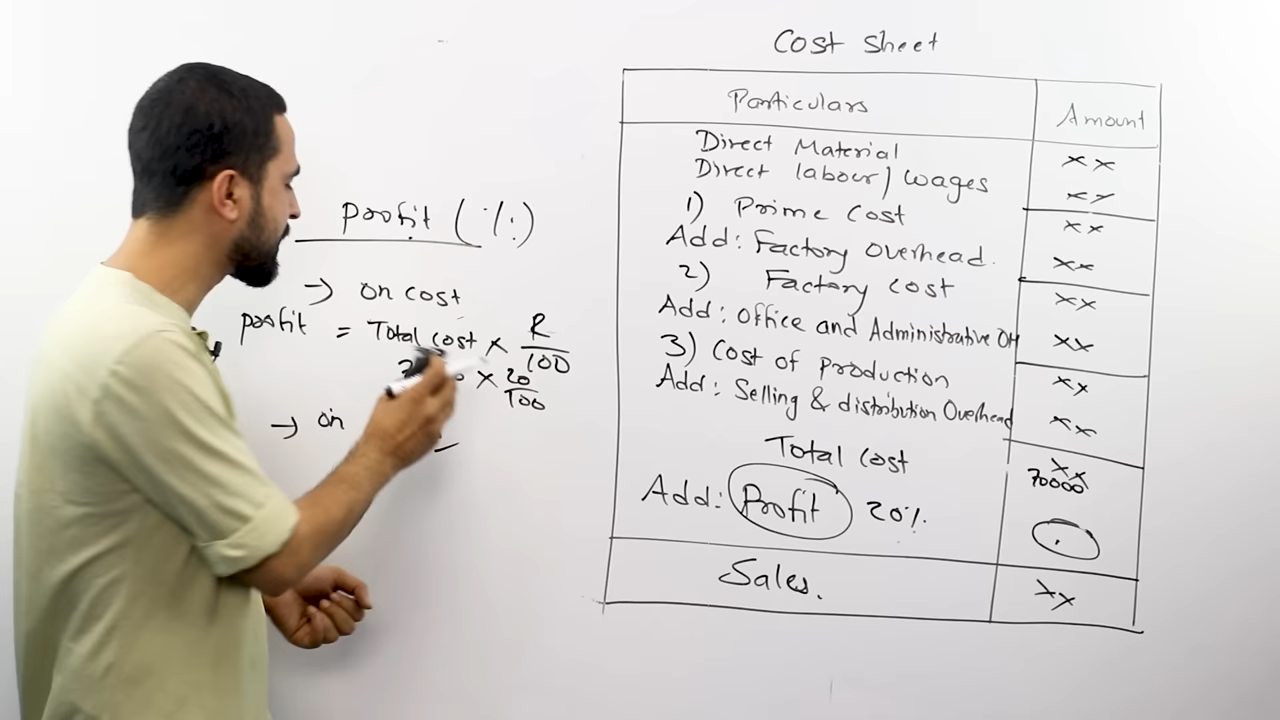 Cost Sheet
Particulars Amount
Direct Material xx
Direct labour/wages xx
1) Prime Cost xx
Add: Factory overhead. xx
2) Factory cost xx
Add: Office and Administrative OH xx
3) Cost of production xx
Add: Selling & distribution Overhead xx
Total Cost xx
70000
Add: Profit 20%.
Sales. xx
profit (%)
→ on cost
profit = Total cost × R/100
× 20/100
→ on